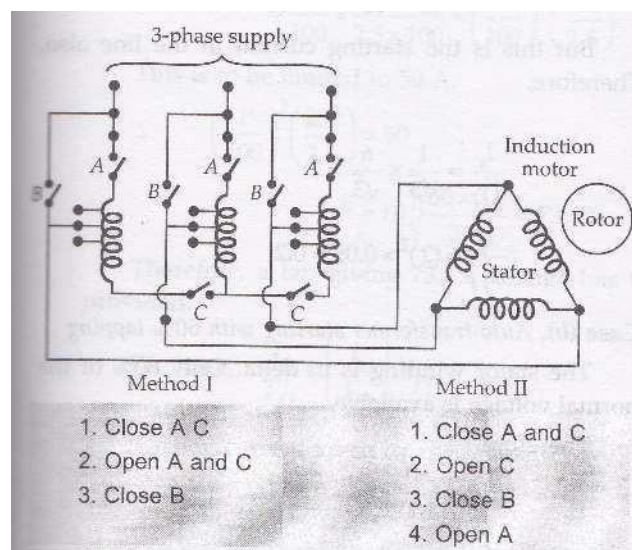 3-phase supply
A
A
A
B
B
B
C
C
Induction
motor
Rotor
Stator
Method I
Method II
1. Close A C
2. Open A and C
3. Close B
1. Close A and C
2. Open C
3. Close B
4. Open A